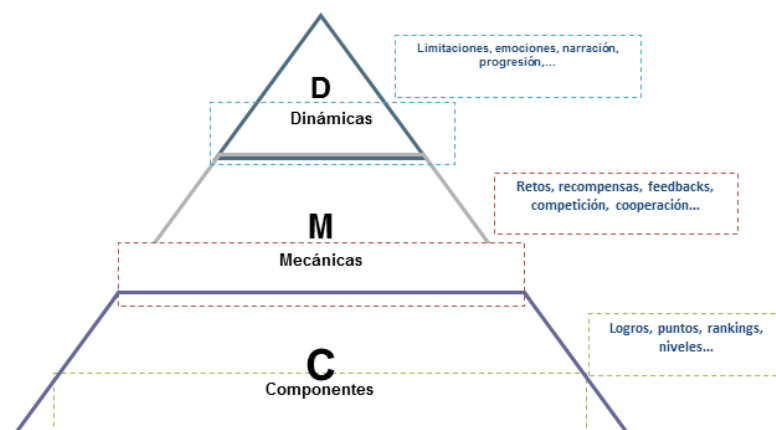 Limitaciones, emociones, narración,
progresión,...
D
Dinámicas
Retos, recompensas, feedbacks,
competición, cooperación...
M
Mecánicas
Logros, puntos, rankings,
niveles...
C
Componentes